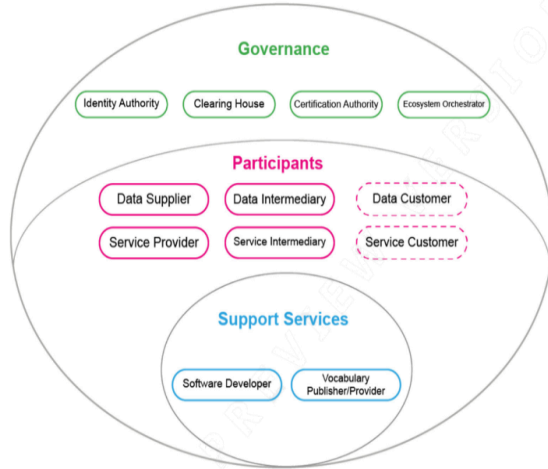 Governance
Identity Authority
Clearing House
Certification Authority
Ecosystem Orchestrator
Participants
Data Supplier
Data Intermediary
Data Customer
Service Provider
Service Intermediary
Service Customer
Support Services
Software Developer
Vocabulary
Publisher/Provider